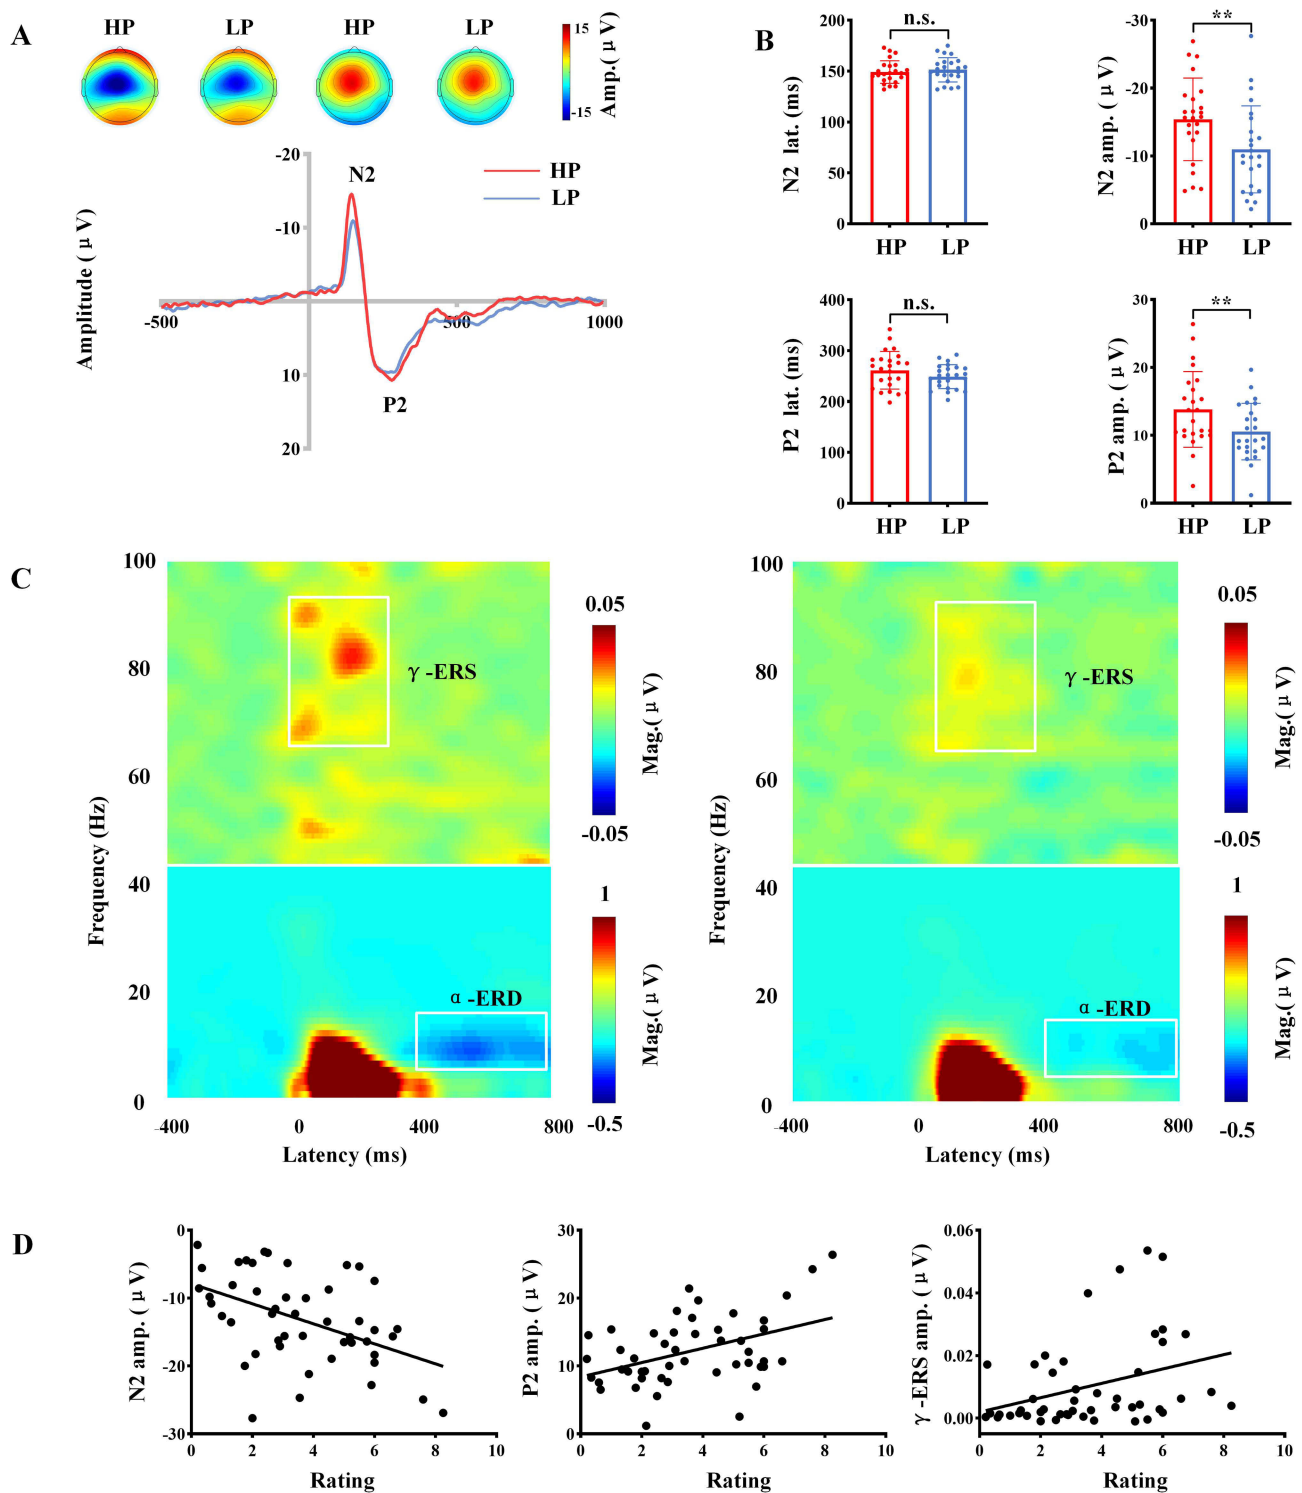 A
HP
LP
HP
LP
15
-15
Amp.( μ V)
-20
-10
10
20
-500
500
1000
Amplitude ( μ V)
N2
P2
HP
LP
B
200
150
100
50
0
N2 lat. (ms)
n.s.
HP
LP
-30
-20
-10
0
N2 amp. ( μ V)
**
HP
LP
400
300
200
100
0
P2 lat. (ms)
n.s.
HP
LP
30
20
10
0
P2 amp. ( μ V)
**
HP
LP
C
100
80
60
40
20
0
Frequency (Hz)
γ -ERS
α -ERD
-400
0
400
800
Latency (ms)
0.05
-0.05
Mag.( μ V)
1
-0.5
Mag.( μ V)
100
80
60
40
20
0
Frequency (Hz)
γ -ERS
α -ERD
-400
0
400
800
Latency (ms)
0.05
-0.05
Mag.( μ V)
1
-0.5
Mag.( μ V)
D
0
-10
-20
-30
N2 amp. ( μ V)
0
2
4
6
8
10
Rating
30
20
10
0
P2 amp. ( μ V)
0
2
4
6
8
10
Rating
0.06
0.04
0.02
0.00
γ -ERS amp. ( μ V)
0
2
4
6
8
10
Rating